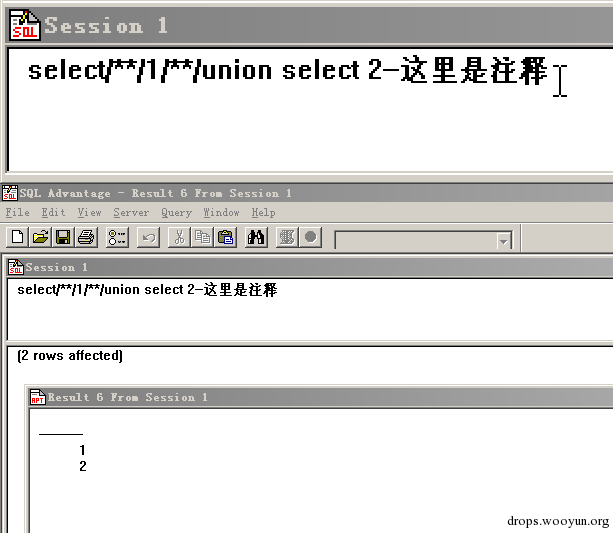 SQL Session 1
select/**/1/**/union select 2-这里是注释
SQL SQL Advantage - Result 6 From Session 1
File Edit View Server Query Window Help
SQL Session 1
select/**/1/**/union select 2-这里是注释
(2 rows affected)
RPT Result 6 From Session 1
1
2
drops.wooyun.org